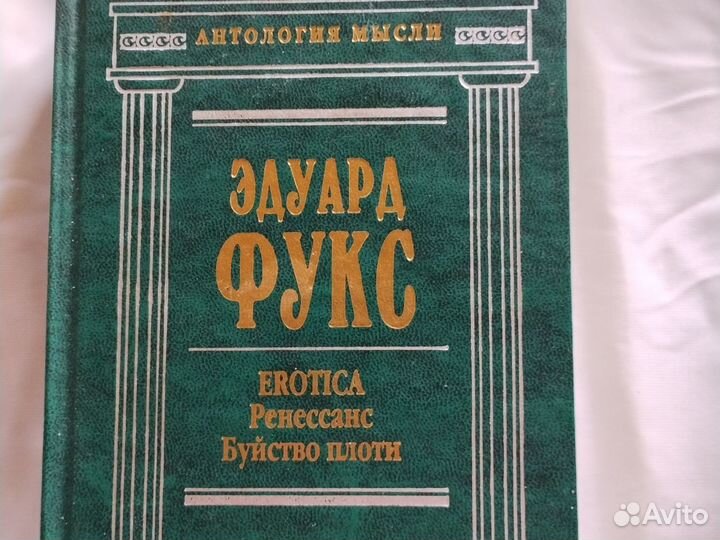 АНТОЛОГИЯ МЫСЛИ
ЭДУАРД
ФУКС
EROTICA
Ренессанс
Буйство плоти
Avito